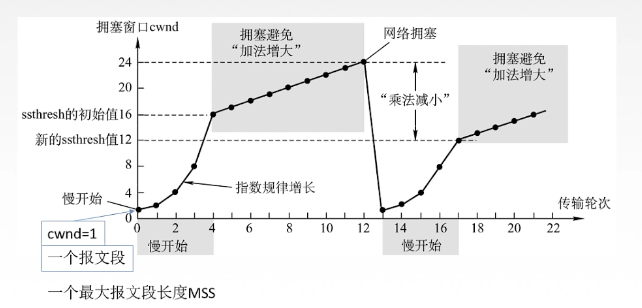 拥塞窗口cwnd
拥塞避免
“加法增大”
网络拥塞
拥塞避免
“加法增大”
“乘法减小”
24
20
ssthresh的初始值16
新的ssthresh值12
8
4
0
慢开始
指数规律增长
传输轮次
0 2 4 6 8 10 12 14 16 18 20 22
慢开始
慢开始
cwnd=1
一个报文段
一个最大报文段长度MSS